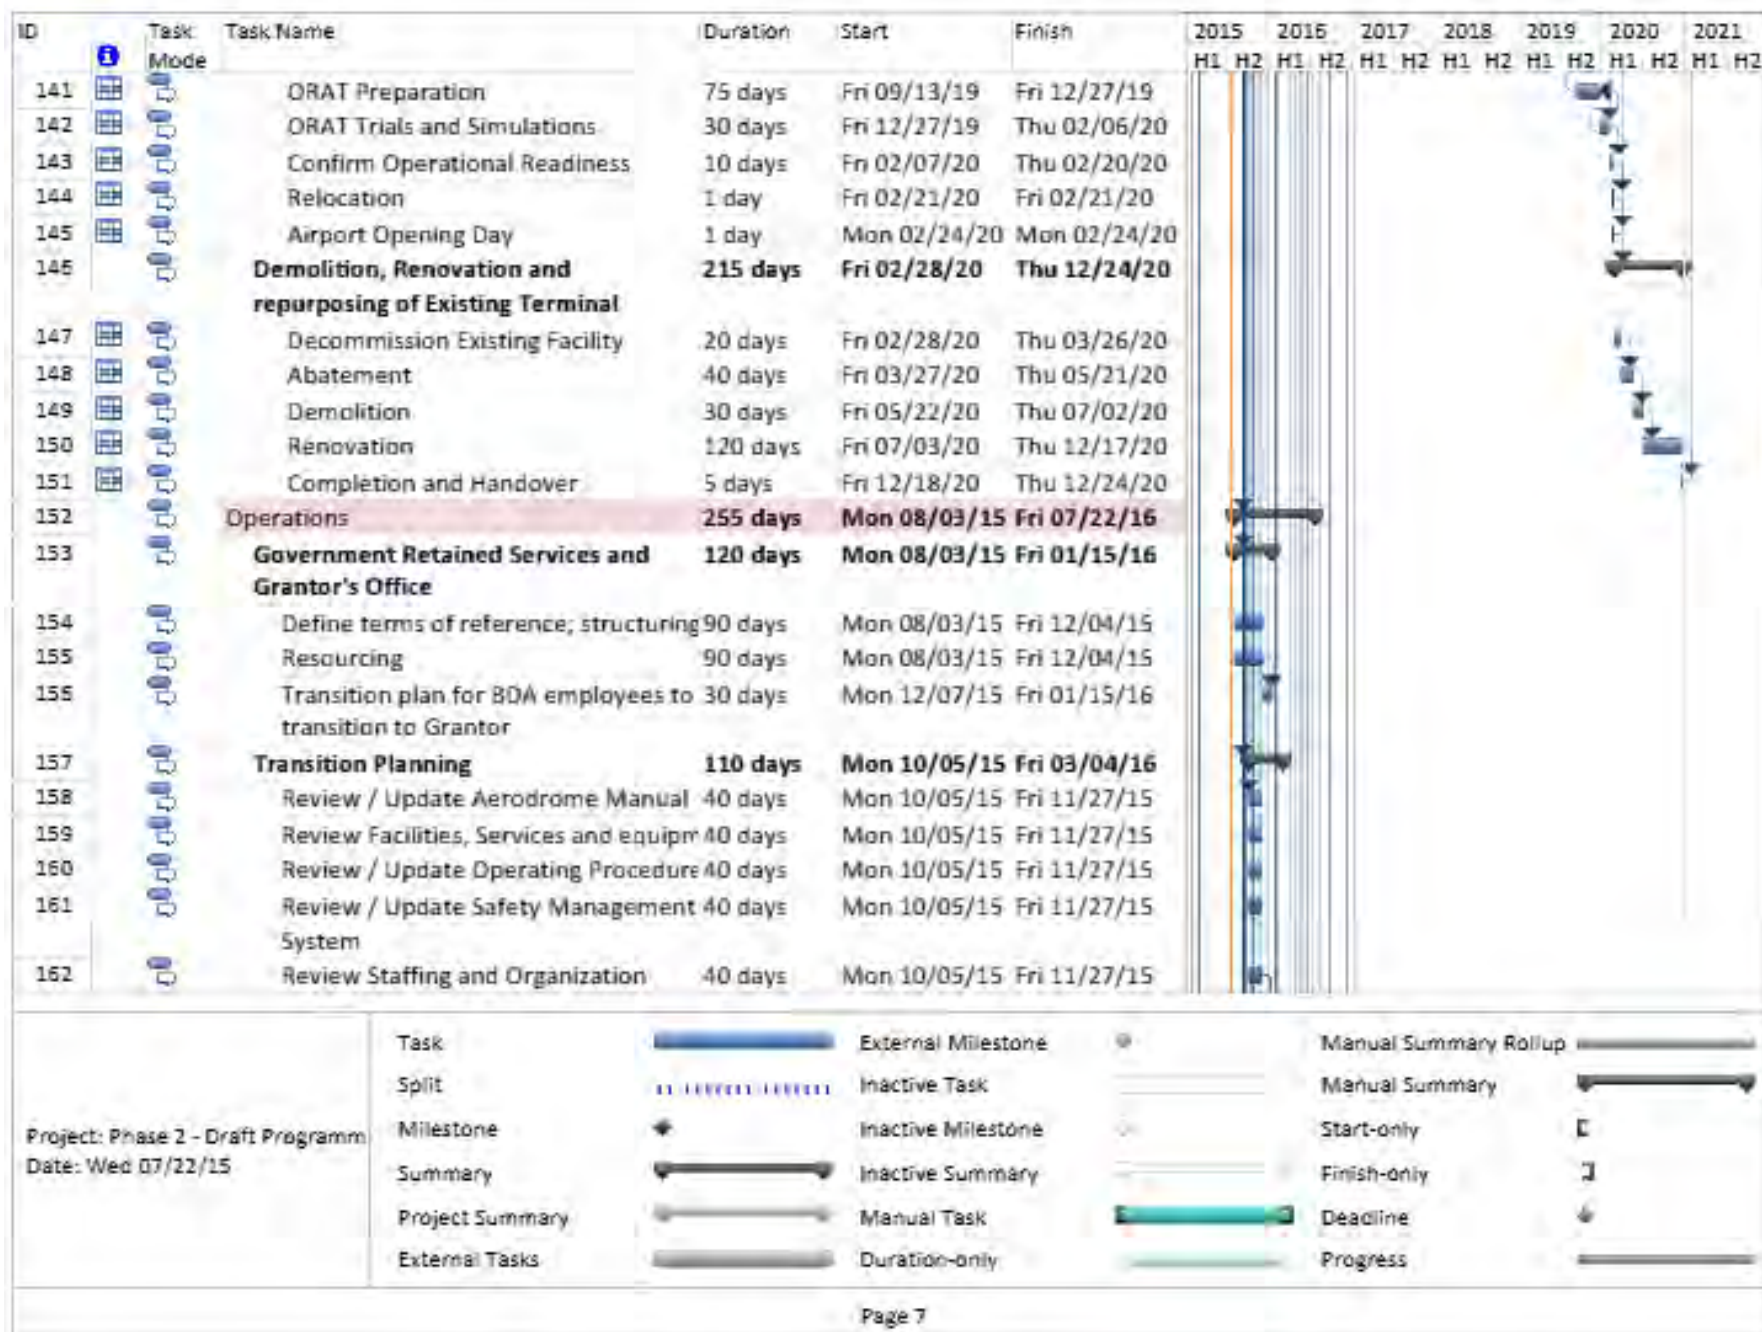 ID Task Task Name Duration Start Finish 2015 2016 2017 2018 2019 2020 2021
Mode H1 H2 H1 H2 H1 H2 H1 H2 H1 H2 H1 H2 H1 H2
141 ORAT Preparation 75 days Fri 09/13/19 Fri 12/27/19
142 ORAT Trials and Simulations 30 days Fri 12/27/19 Thu 02/06/20
143 Confirm Operational Readiness 10 days Fri 02/07/20 Thu 02/20/20
144 Relocation 1 day Fri 02/21/20 Fri 02/21/20
145 Airport Opening Day 1 day Mon 02/24/20 Mon 02/24/20
146 Demolition, Renovation and 215 days Fri 02/28/20 Thu 12/24/20
repurposing of Existing Terminal
147 Decommission Existing Facility 20 days Fri 02/28/20 Thu 03/26/20
148 Abatement 40 days Fri 03/27/20 Thu 05/21/20
149 Demolition 30 days Fri 05/22/20 Thu 07/02/20
150 Renovation 120 days Fri 07/03/20 Thu 12/17/20
151 Completion and Handover 5 days Fri 12/18/20 Thu 12/24/20
152 Operations 255 days Mon 08/03/15 Fri 07/22/16
153 Government Retained Services and 120 days Mon 08/03/15 Fri 01/15/16
Grantor's Office
154 Define terms of reference; structuring 90 days Mon 08/03/15 Fri 12/04/15
155 Resourcing 90 days Mon 08/03/15 Fri 12/04/15
156 Transition plan for BDA employees to 30 days Mon 12/07/15 Fri 01/15/16
transition to Grantor
157 Transition Planning 110 days Mon 10/05/15 Fri 03/04/16
158 Review / Update Aerodrome Manual 40 days Mon 10/05/15 Fri 11/27/15
159 Review Facilities, Services and equipm 40 days Mon 10/05/15 Fri 11/27/15
160 Review / Update Operating Procedure 40 days Mon 10/05/15 Fri 11/27/15
161 Review / Update Safety Management 40 days Mon 10/05/15 Fri 11/27/15
System
162 Review Staffing and Organization 40 days Mon 10/05/15 Fri 11/27/15
Task External Milestone Manual Summary Rollup
Split Inactive Task Manual Summary
Project: Phase 2 - Draft Programm Milestone Inactive Milestone Start-only
Date: Wed 07/22/15 Summary Inactive Summary Finish-only
Project Summary Manual Task Deadline
External Tasks Duration-only Progress
Page 7